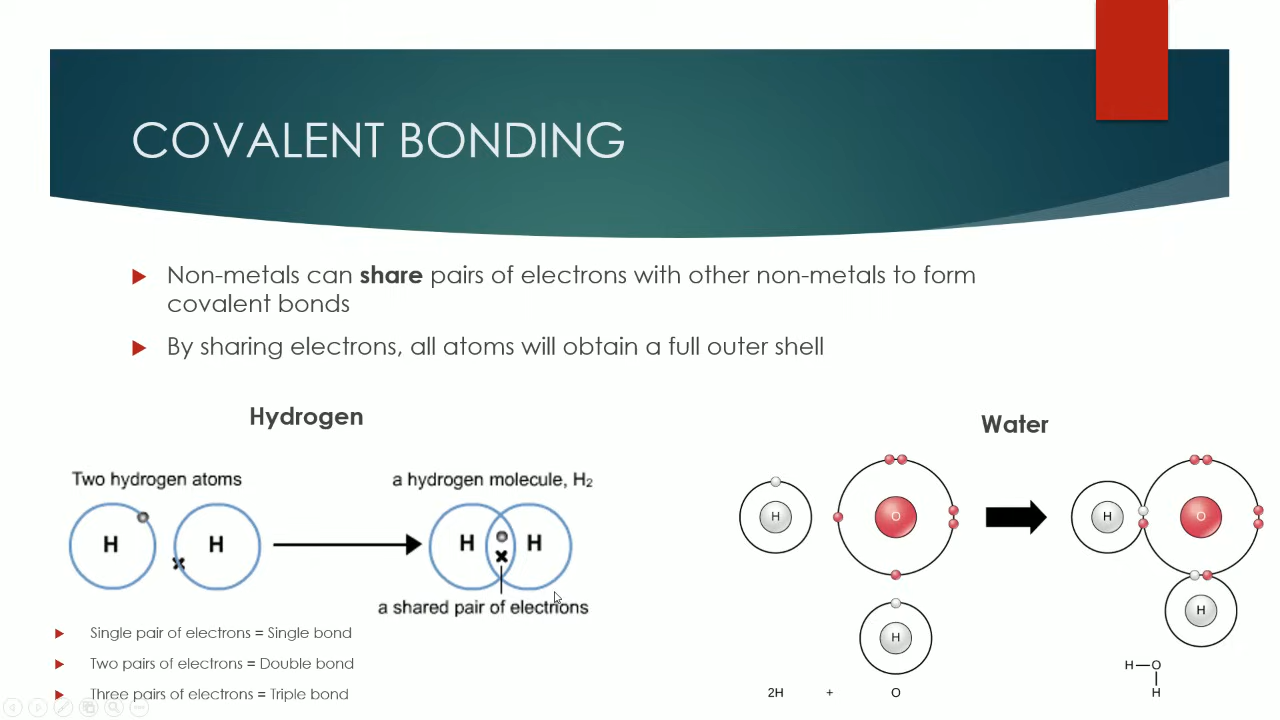 COVALENT BONDING
Non-metals can share pairs of electrons with other non-metals to form
covalent bonds
By sharing electrons, all atoms will obtain a full outer shell
Hydrogen
Two hydrogen atoms
a hydrogen molecule, H₂
H
H
H
H
a shared pair of electrons
Single pair of electrons = Single bond
Two pairs of electrons = Double bond
Three pairs of electrons = Triple bond
Water
H
O
H
O
H
H
2H + O
H—O
H